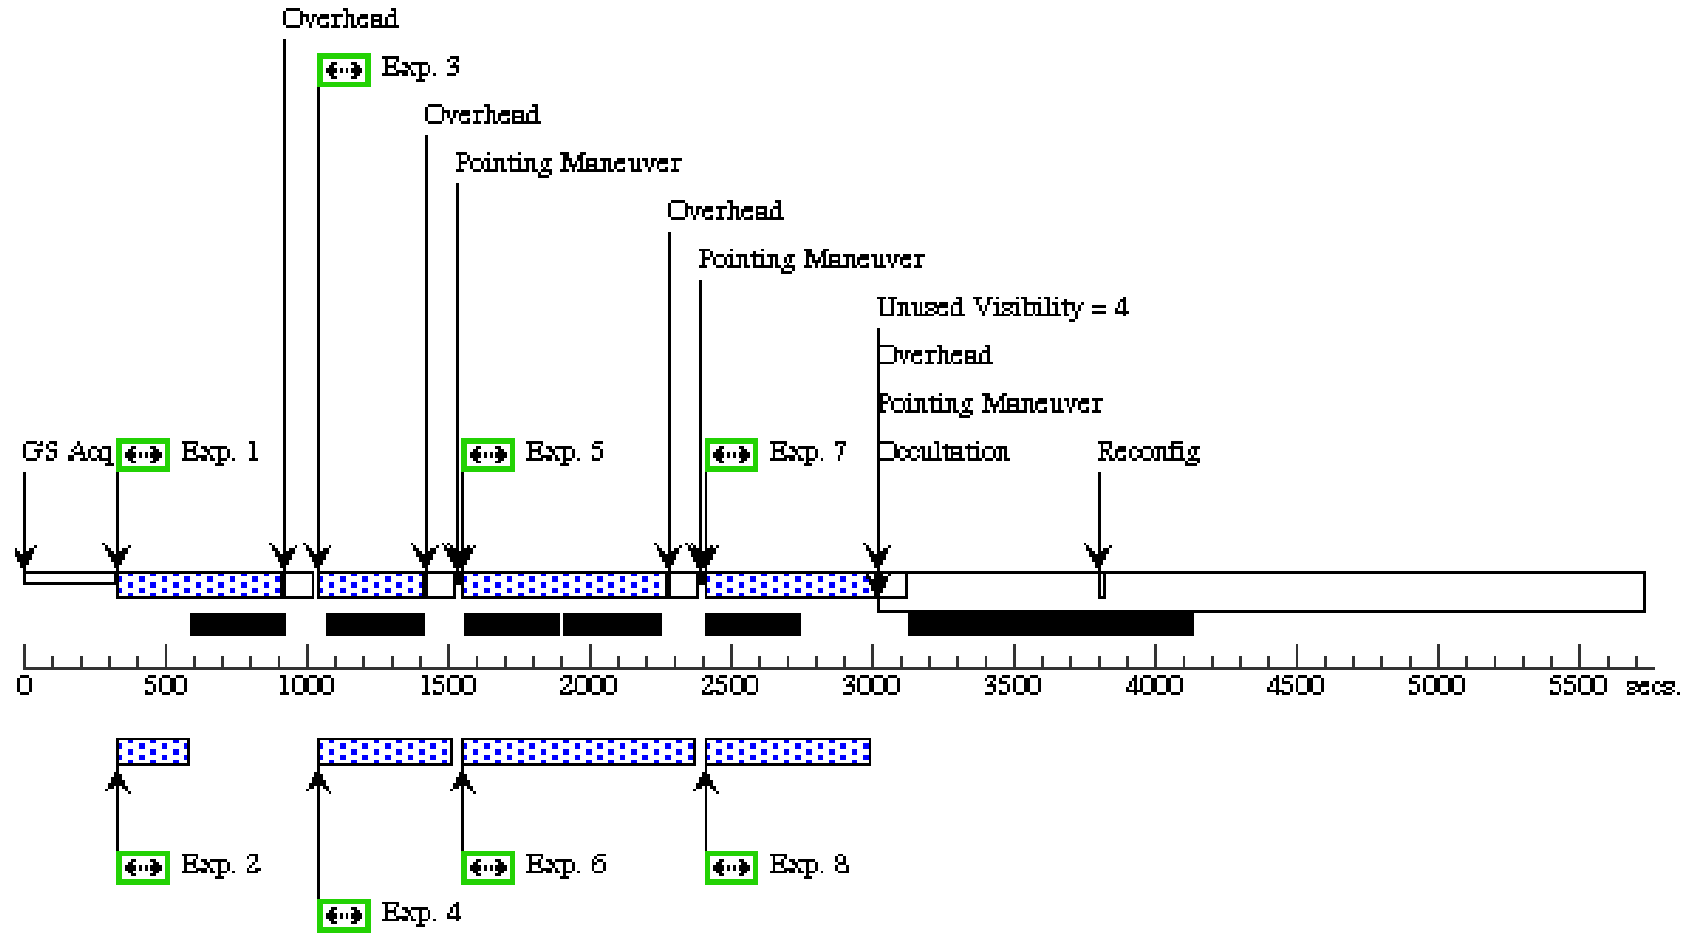 Overhead
Exp. 3
Overhead
Pointing Maneuver
Overhead
Pointing Maneuver
Unused Visibility = 4
Overhead
Pointing Maneuver
GS Acq
Exp. 1
Exp. 5
Exp. 7
Occultation
Reconfig
0 500 1000 1500 2000 2500 3000 3500 4000 4500 5000 5500 secs.
Exp. 2
Exp. 6
Exp. 8
Exp. 4